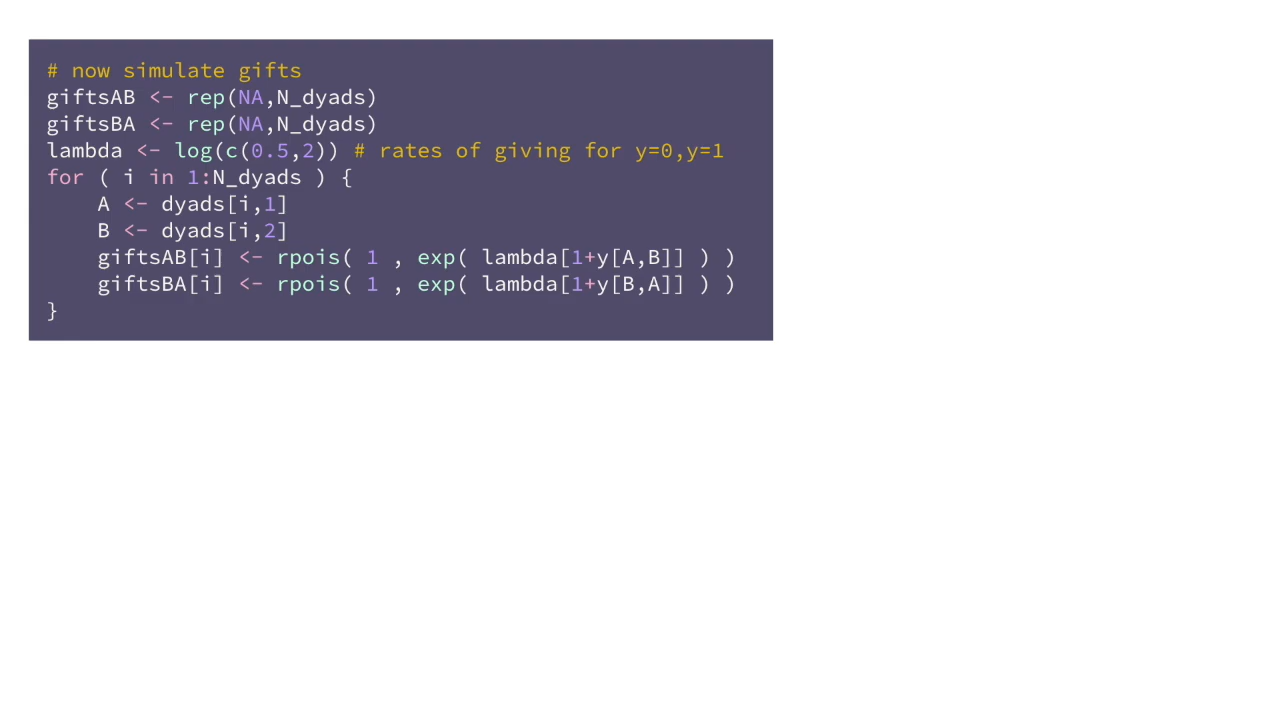 # now simulate gifts
giftsAB <- rep(NA,N_dyads)
giftsBA <- rep(NA,N_dyads)
lambda <- log(c(0.5,2)) # rates of giving for y=0,y=1
for ( i in 1:N_dyads ) {
    A <- dyads[i,1]
    B <- dyads[i,2]
    giftsAB[i] <- rpois( 1 , exp( lambda[1+y[A,B]] ) )
    giftsBA[i] <- rpois( 1 , exp( lambda[1+y[B,A]] ) )
}